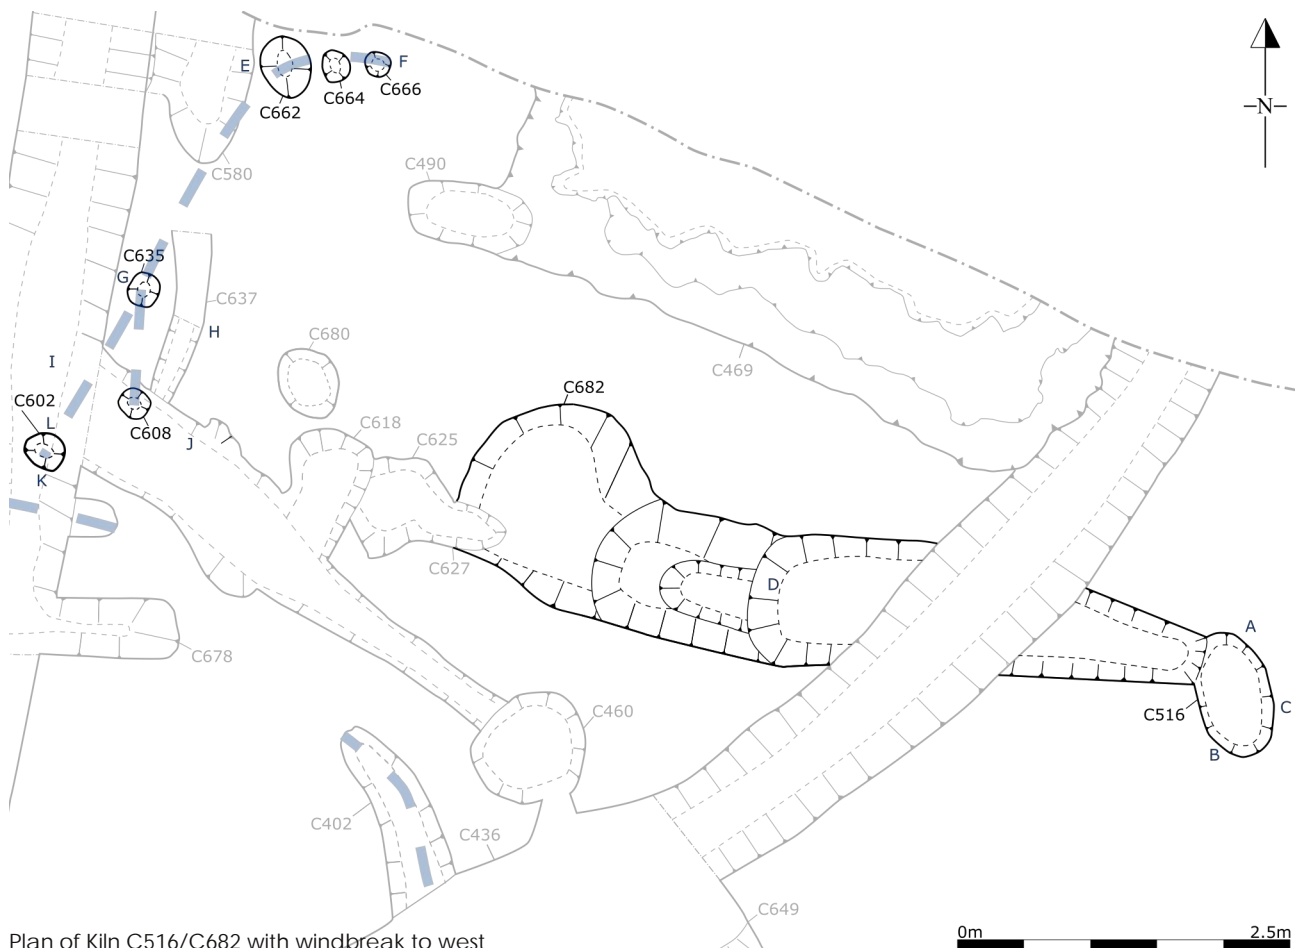 E
F
C664
C666
C662
N
C490
C580
C635
G
C637
H
C680
I
C469
C602
L
C608
C682
J
C618
C625
K
C627
D
A
C678
C460
C516
C
B
C402
C436
C649
Plan of Kiln C516/C682 with windbreak to west
0m 2.5m